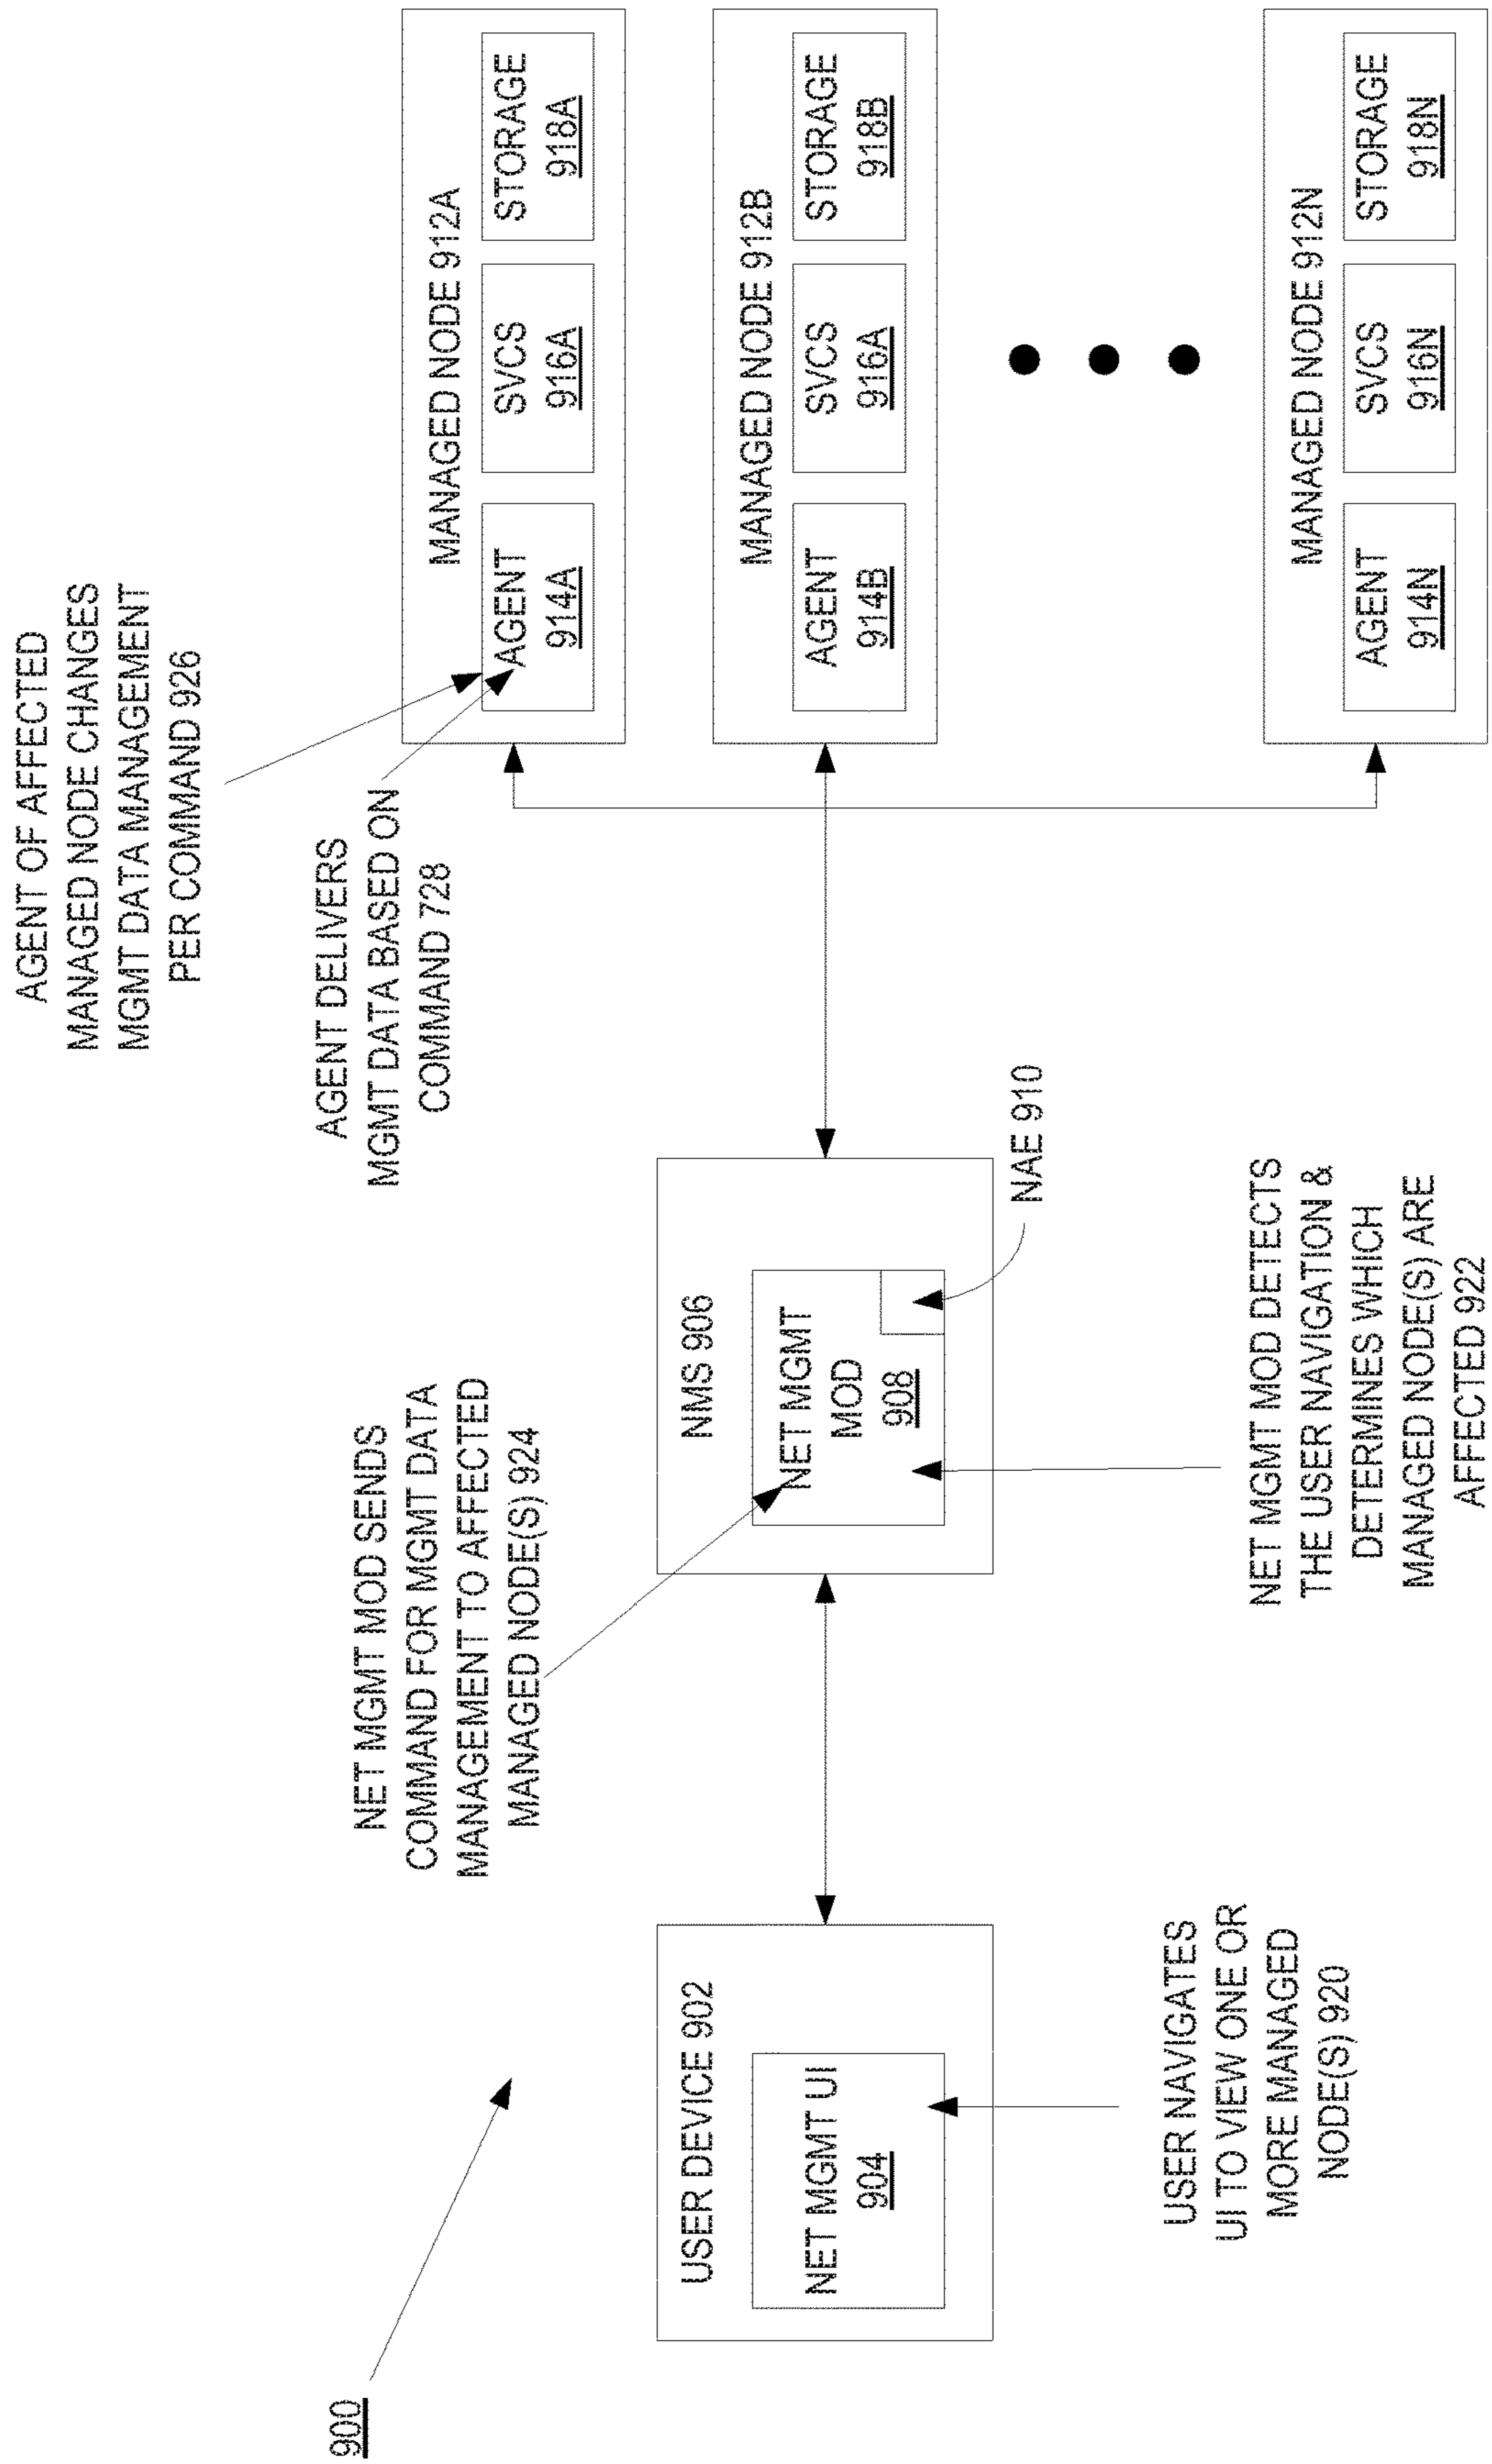 900
USER DEVICE 902
NET MGMT UI
904
USER NAVIGATES
UI TO VIEW ONE OR
MORE MANAGED
NODE(S) 920
NET MGMT MOD SENDS
COMMAND FOR MGMT DATA
MANAGEMENT TO AFFECTED
MANAGED NODE(S) 924
NMS 906
NET MGMT
MOD
908
NAE 910
NET MGMT MOD DETECTS
THE USER NAVIGATION &
DETERMINES WHICH
MANAGED NODE(S) ARE
AFFECTED 922
AGENT OF AFFECTED
MANAGED NODE CHANGES
MGMT DATA MANAGEMENT
PER COMMAND 926
AGENT DELIVERS
MGMT DATA BASED ON
COMMAND 728
MANAGED NODE 912A
AGENT
914A
SVCS
916A
STORAGE
918A
MANAGED NODE 912B
AGENT
914B
SVCS
916A
STORAGE
918B
MANAGED NODE 912N
AGENT
914N
SVCS
916N
STORAGE
918N